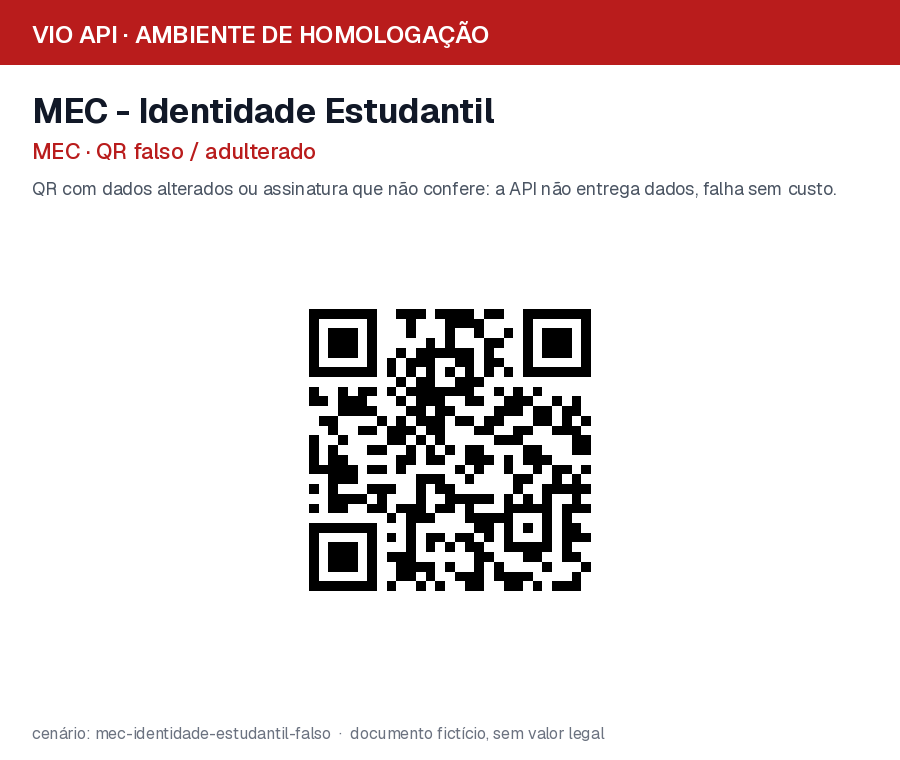 VIO API · AMBIENTE DE HOMOLOGAÇÃO
MEC - Identidade Estudantil
MEC · QR falso / adulterado
QR com dados alterados ou assinatura que não confere: a API não entrega dados, falha sem custo.
cenário: mec-identidade-estudantil-falso · documento fictício, sem valor legal